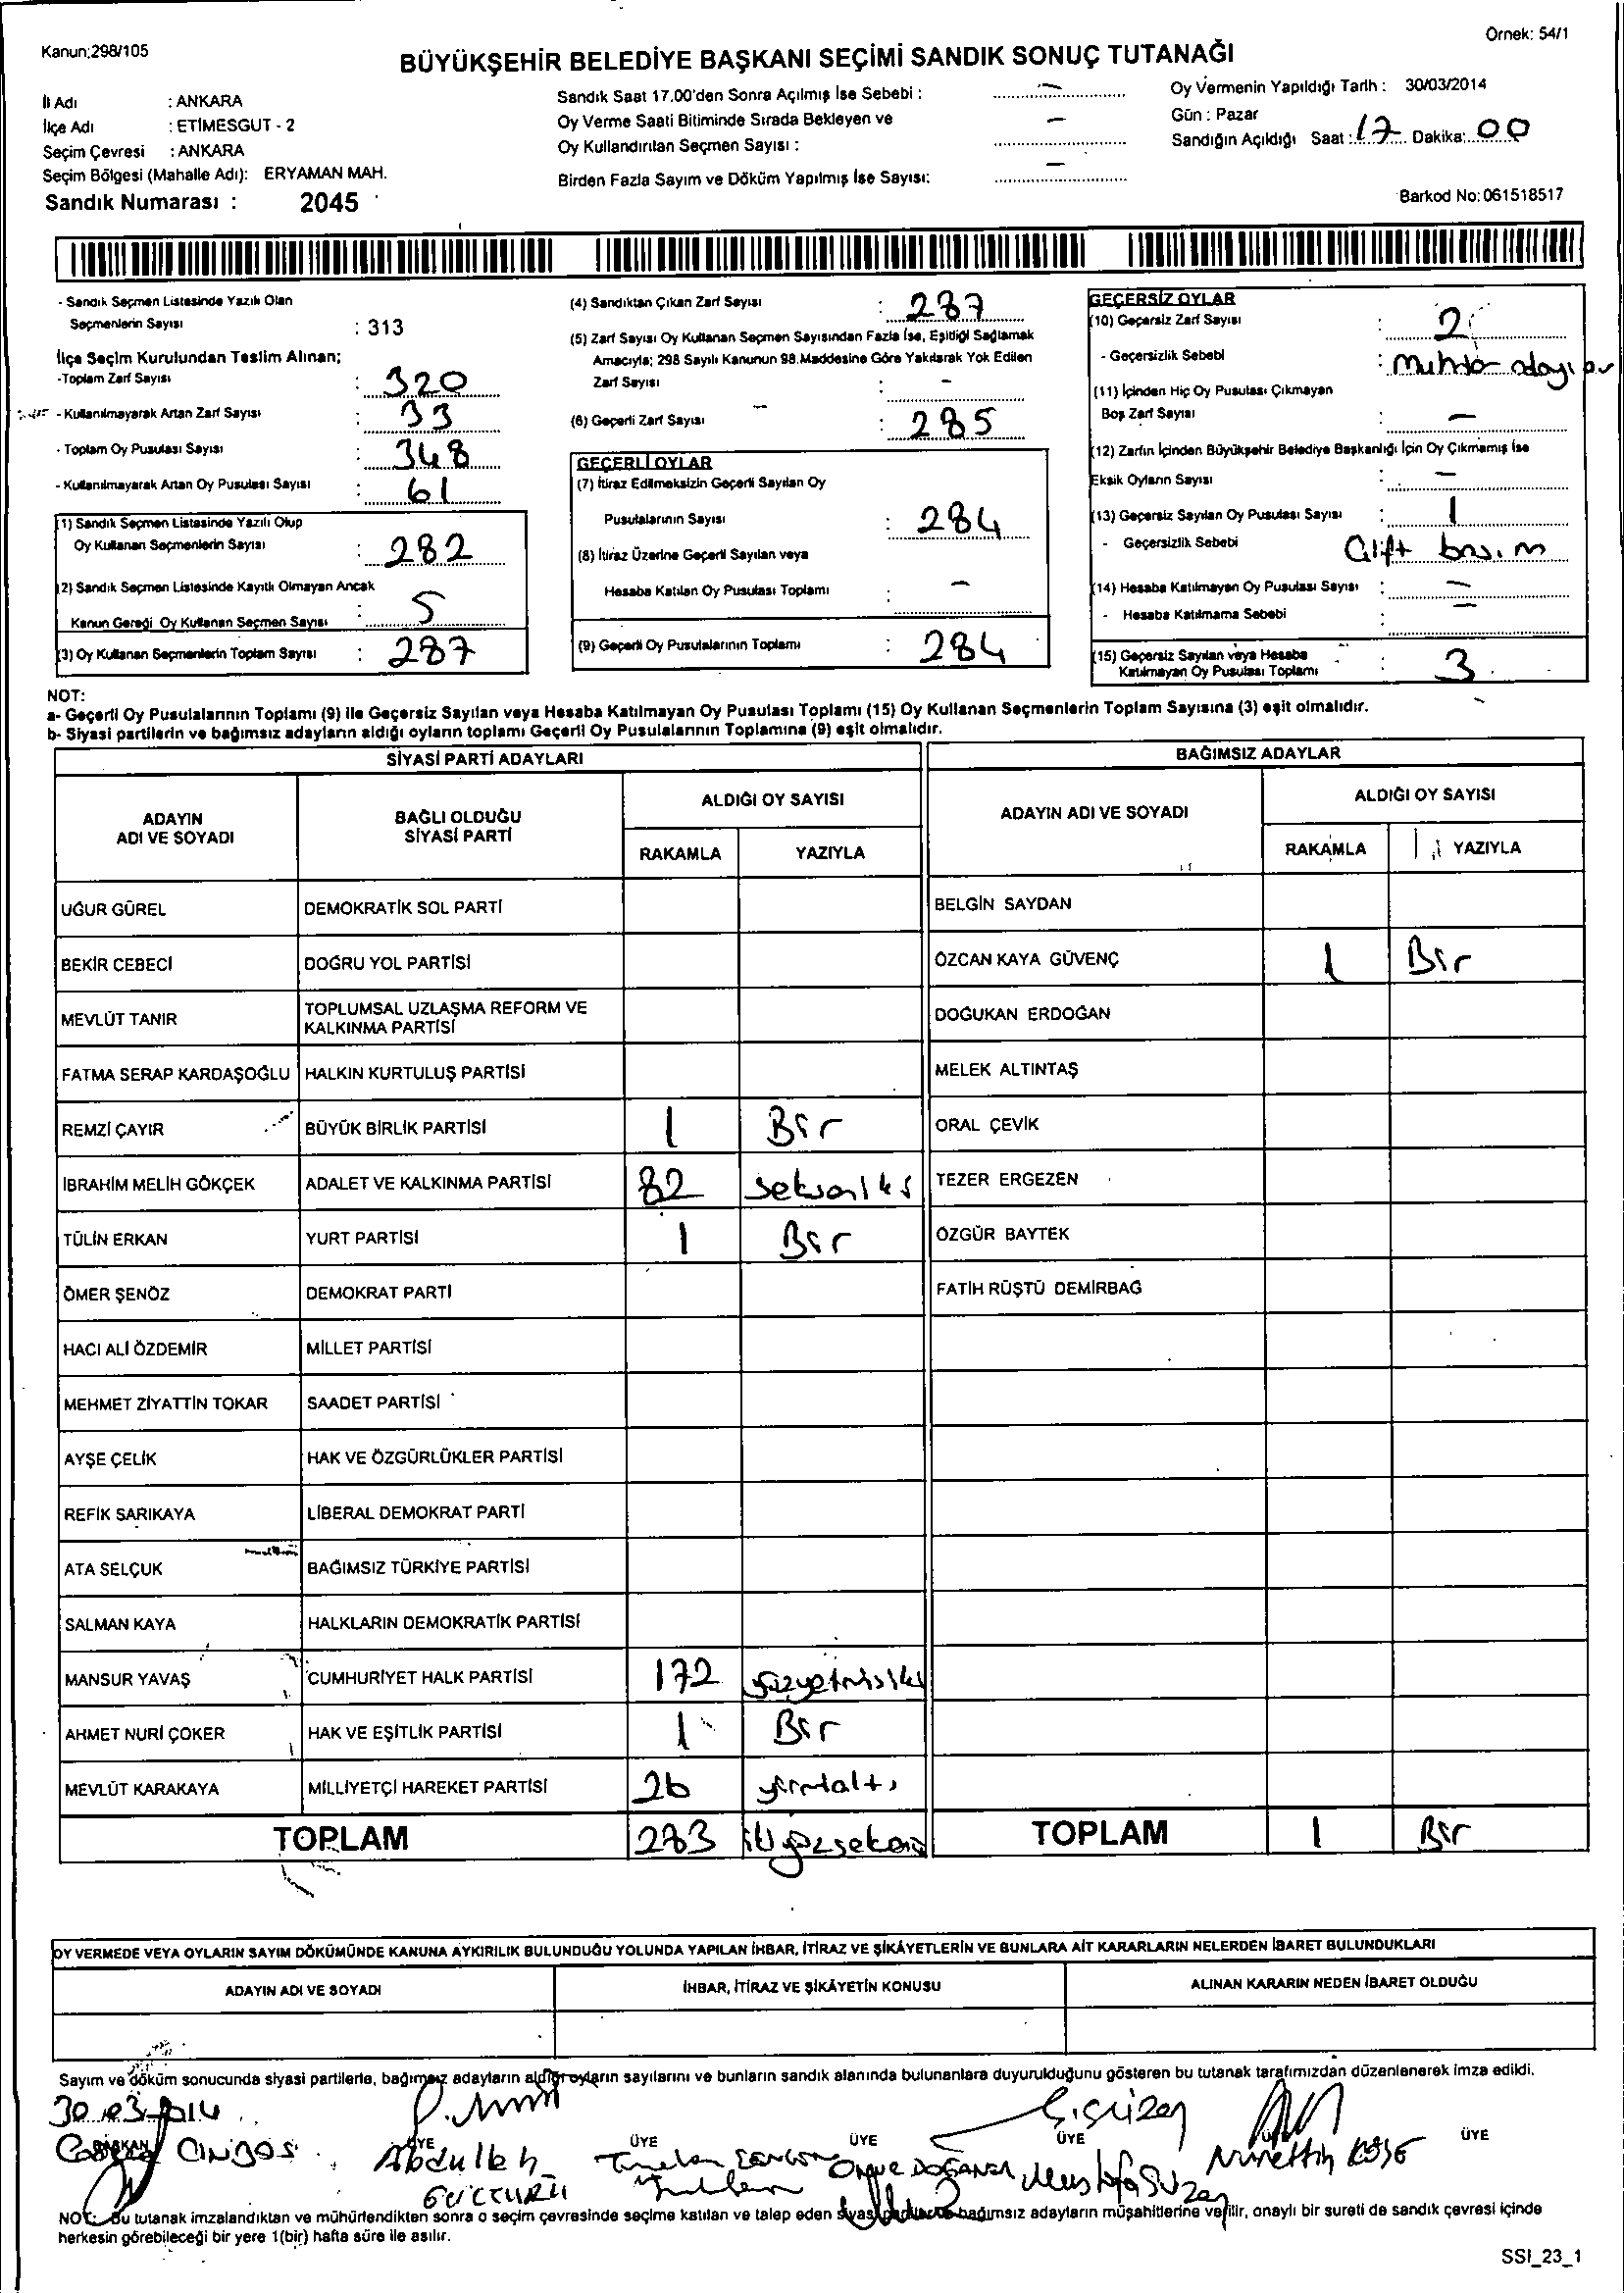 Kanun;298/105
Örnek: 54/1
BÜYÜKŞEHİR BELEDİYE BAŞKANI SEÇİMİ SANDIK SONUÇ TUTANAĞI
İl Adı : ANKARA
İlçe Adı : ETİMESGUT - 2
Seçim Çevresi : ANKARA
Seçim Bölgesi (Mahalle Adı): ERYAMAN MAH.
Sandık Numarası : 2045
Sandık Saat 17.00'den Sonra Açılmış İse Sebebi : —
Oy Verme Saati Bitiminde Sırada Bekleyen ve —
Oy Kullandırılan Seçmen Sayısı :
Birden Fazla Sayım ve Döküm Yapılmış İse Sayısı: —
Oy Vermenin Yapıldığı Tarih : 30/03/2014
Gün : Pazar
Sandığın Açıldığı Saat : 17 Dakika: 00
Barkod No: 061518517
- Sandık Seçmen Listesinde Yazılı Olan
Seçmenlerin Sayısı : 313
İlçe Seçim Kurulundan Teslim Alınan;
-Toplam Zarf Sayısı : 320
- Kullanılmayarak Artan Zarf Sayısı : 33
- Toplam Oy Pusulası Sayısı : 348
- Kullanılmayarak Artan Oy Pusulası Sayısı : 61
(1) Sandık Seçmen Listesinde Yazılı Olup
Oy Kullanan Seçmenlerin Sayısı : 282
(2) Sandık Seçmen Listesinde Kayıtlı Olmayan Ancak
Kanun Gereği Oy Kullanan Seçmen Sayısı : 5
(3) Oy Kullanan Seçmenlerin Toplam Sayısı : 287
(4) Sandıktan Çıkan Zarf Sayısı : 287
(5) Zarf Sayısı Oy Kullanan Seçmen Sayısından Fazla İse, Eşitliği Sağlamak
Amacıyla; 298 Sayılı Kanunun 98.Maddesine Göre Yakılarak Yok Edilen
Zarf Sayısı : -
(6) Geçerli Zarf Sayısı : 285
GEÇERLİ OYLAR
(7) İtiraz Edilmeksizin Geçerli Sayılan Oy
Pusulalarının Sayısı : 284
(8) İtiraz Üzerine Geçerli Sayılan veya
Hesaba Katılan Oy Pusulası Toplamı : —
(9) Geçerli Oy Pusulalarının Toplamı : 284
GEÇERSİZ OYLAR
(10) Geçersiz Zarf Sayısı : 2
- Geçersizlik Sebebi : Muhtar adayı
(11) İçinden Hiç Oy Pusulası Çıkmayan
Boş Zarf Sayısı : —
(12) Zarfın İçinden Büyükşehir Belediye Başkanlığı İçin Oy Çıkmamış İse
Eksik Oyların Sayısı : —
(13) Geçersiz Sayılan Oy Pusulası Sayısı : 1
- Geçersizlik Sebebi Çift basım
(14) Hesaba Katılmayan Oy Pusulası Sayısı : —
- Hesaba Katılmama Sebebi : —
(15) Geçersiz Sayılan veya Hesaba
Katılmayan Oy Pusulası Toplamı : 3
NOT:
a- Geçerli Oy Pusulalarının Toplamı (9) ile Geçersiz Sayılan veya Hesaba Katılmayan Oy Pusulası Toplamı (15) Oy Kullanan Seçmenlerin Toplam Sayısına (3) eşit olmalıdır.
b- Siyasi partilerin ve bağımsız adayların aldığı oyların toplamı Geçerli Oy Pusulalarının Toplamına (9) eşit olmalıdır.
SİYASİ PARTİ ADAYLARI
BAĞIMSIZ ADAYLAR
ADAYIN ADI VE SOYADI
BAĞLI OLDUĞU SİYASİ PARTİ
ALDIĞI OY SAYISI
RAKAMLA YAZIYLA
ADAYIN ADI VE SOYADI
ALDIĞI OY SAYISI
RAKAMLA YAZIYLA
UĞUR GÜREL DEMOKRATİK SOL PARTİ BELGİN SAYDAN
BEKİR CEBECİ DOĞRU YOL PARTİSİ ÖZCAN KAYA GÜVENÇ 1 Bir
MEVLÜT TANIR TOPLUMSAL UZLAŞMA REFORM VE KALKINMA PARTİSİ DOĞUKAN ERDOĞAN
FATMA SERAP KARDAŞOĞLU HALKIN KURTULUŞ PARTİSİ MELEK ALTINTAŞ
REMZİ ÇAYIR BÜYÜK BİRLİK PARTİSİ 1 Bir ORAL ÇEVİK
İBRAHİM MELİH GÖKÇEK ADALET VE KALKINMA PARTİSİ 82 seksaniki TEZER ERGEZEN
TÜLİN ERKAN YURT PARTİSİ 1 Bir ÖZGÜR BAYTEK
ÖMER ŞENÖZ DEMOKRAT PARTİ FATİH RÜŞTÜ DEMİRBAĞ
HACI ALİ ÖZDEMİR MİLLET PARTİSİ
MEHMET ZİYATTİN TOKAR SAADET PARTİSİ
AYŞE ÇELİK HAK VE ÖZGÜRLÜKLER PARTİSİ
REFİK SARIKAYA LİBERAL DEMOKRAT PARTİ
ATA SELÇUK BAĞIMSIZ TÜRKİYE PARTİSİ
SALMAN KAYA HALKLARIN DEMOKRATİK PARTİSİ
MANSUR YAVAŞ CUMHURİYET HALK PARTİSİ 172 yüzyetmişiki
AHMET NURİ ÇOKER HAK VE EŞİTLİK PARTİSİ 1 Bir
MEVLÜT KARAKAYA MİLLİYETÇİ HAREKET PARTİSİ 26 yirmialtı
TOPLAM 283 TOPLAM 1 Bir
OY VERMEDE VEYA OYLARIN SAYIM DÖKÜMÜNDE KANUNA AYKIRILIK BULUNDUĞU YOLUNDA YAPILAN İHBAR, İTİRAZ VE ŞİKÂYETLERİN VE BUNLARA AİT KARARLARIN NELERDEN İBARET BULUNDUKLARI
ADAYIN ADI VE SOYADI İHBAR, İTİRAZ VE ŞİKÂYETİN KONUSU ALINAN KARARIN NEDEN İBARET OLDUĞU
Sayım ve döküm sonucunda siyasi partilerle, bağımsız adayların aldığı oyların sayılarını ve bunların sandık alanında bulunanlara duyurulduğunu gösteren bu tutanak tarafımızdan düzenlenerek imza edildi.
30.03.2014
BAŞKAN ÜYE ÜYE ÜYE ÜYE ÜYE ÜYE
Abdullah Mustafa Suzen Nurettin KÖSE
NOT: Bu tutanak imzalandıktan ve mühürlendikten sonra o seçim çevresinde seçime katılan ve talep eden siyasi partilerle bağımsız adayların müşahitlerine verilir, onaylı bir sureti de sandık çevresi içinde
herkesin görebileceği bir yere 1(bir) hafta süre ile asılır.
SSI_23_1